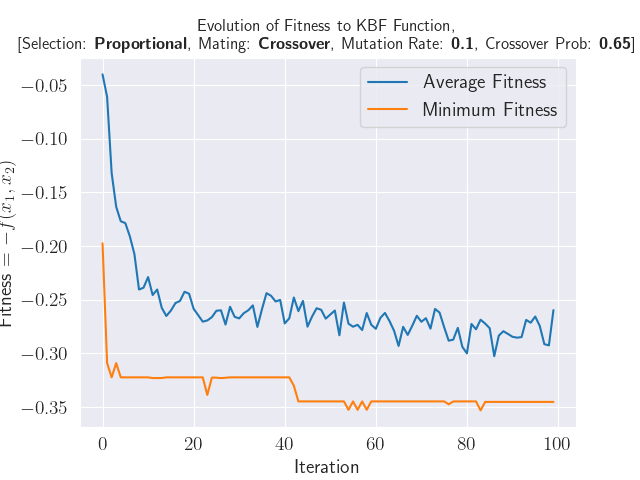 Evolution of Fitness to KBF Function,
[Selection: Proportional, Mating: Crossover, Mutation Rate: 0.1, Crossover Prob: 0.65]
Average Fitness
Minimum Fitness
Fitness = −f(x₁, x₂)
−0.05
−0.10
−0.15
−0.20
−0.25
−0.30
−0.35
0 20 40 60 80 100
Iteration